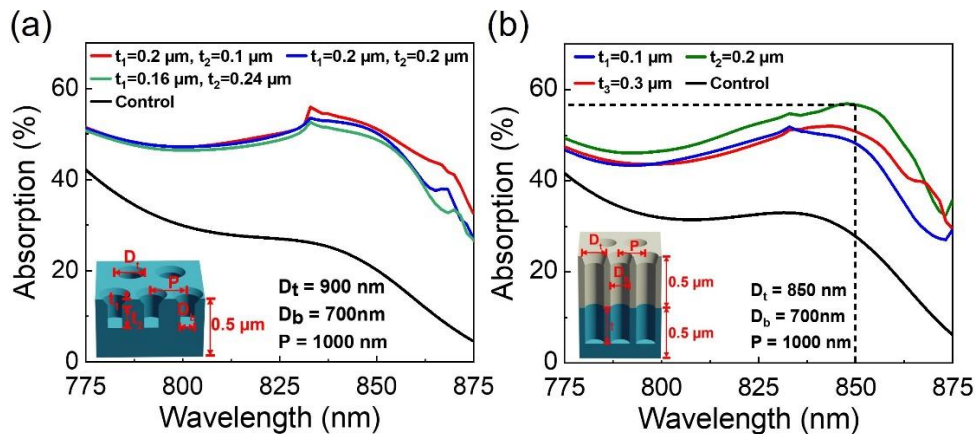 (a)
t₁=0.2 µm, t₂=0.1 µm
t₁=0.2 µm, t₂=0.2 µm
t₁=0.16 µm, t₂=0.24 µm
Control
Absorption (%)
60
40
20
0
775
800
825
850
875
Wavelength (nm)
P
0.5 µm
Dt = 900 nm
Db = 700nm
P = 1000 nm
(b)
t₁=0.1 µm
t₂=0.2 µm
t₃=0.3 µm
Control
Absorption (%)
60
40
20
0
775
800
825
850
875
Wavelength (nm)
P
0.5 µm
0.5 µm
Dₜ = 850 nm
D_b = 700nm
P = 1000 nm